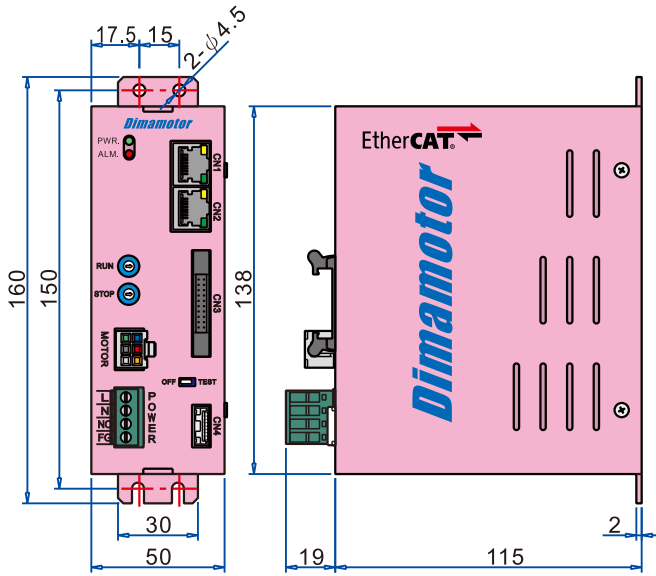 17.5
15
2-ϕ4.5
Dimamotor
PWR.
ALM.
CN1
CN2
RUN
STOP
CN3
MOTOR
OFF
TEST
L
N
NC
FG
POWER
CN4
160
150
30
50
EtherCAT®
Dimamotor
138
2
19
115